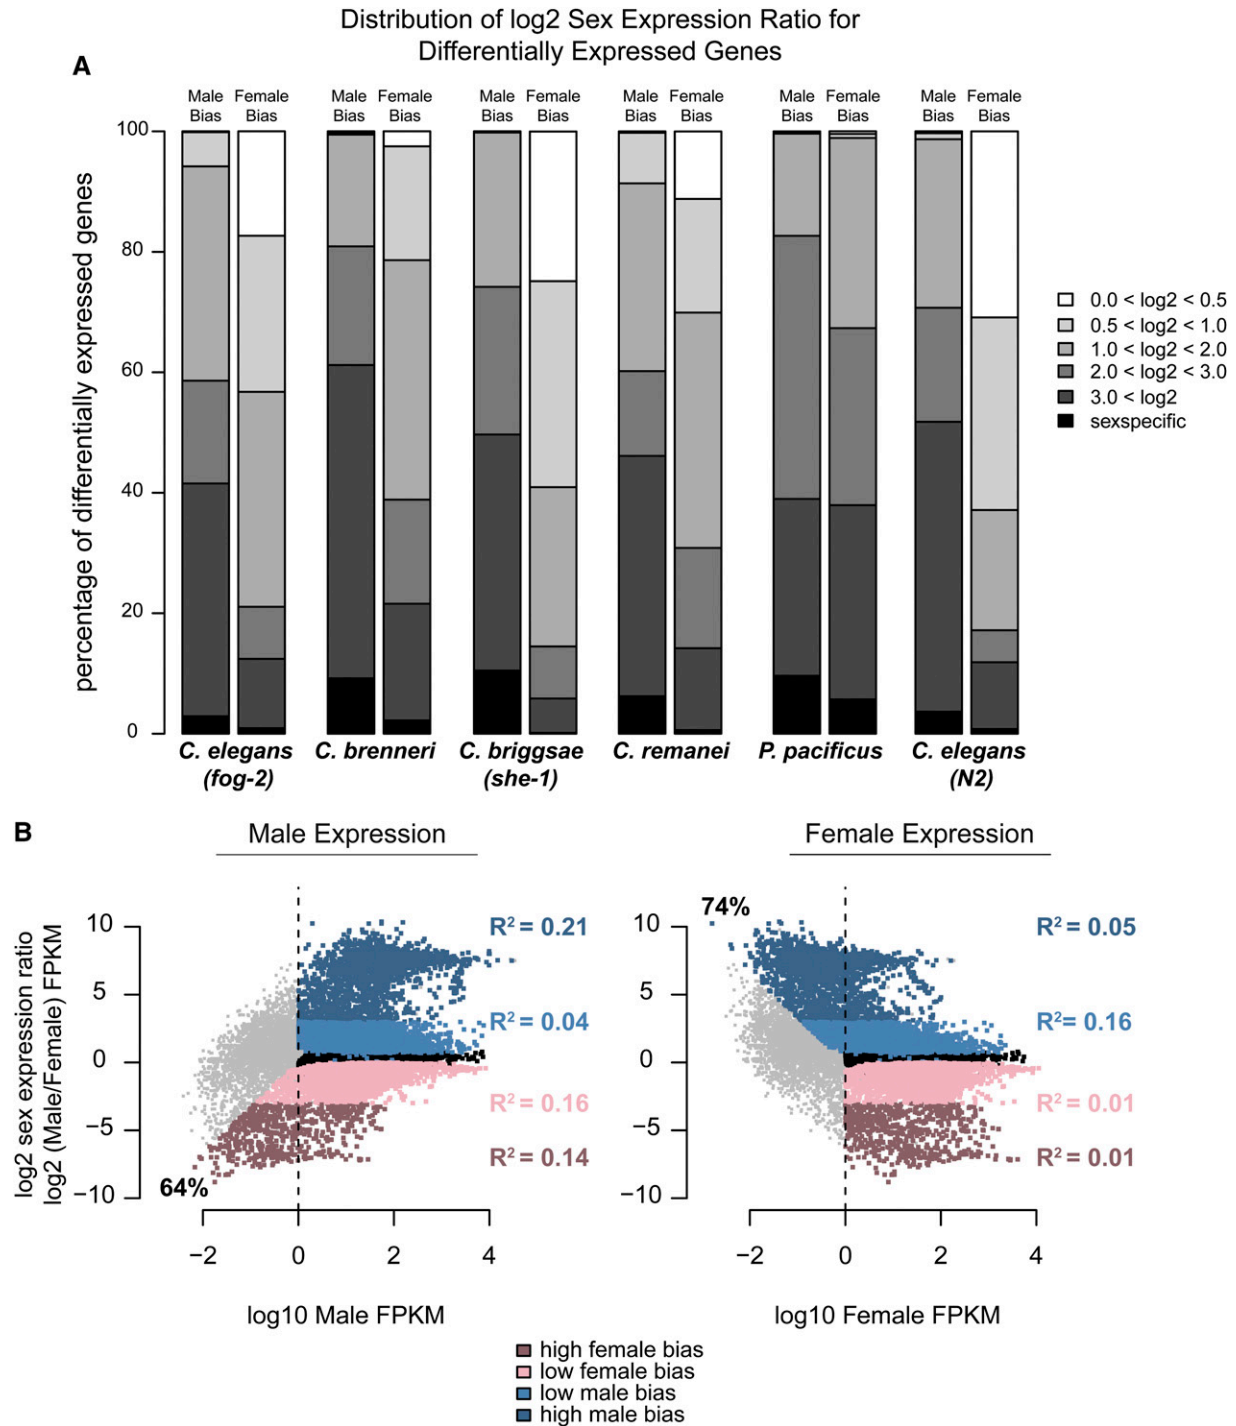 Distribution of log2 Sex Expression Ratio for
Differentially Expressed Genes
A
Male Bias Female Bias Male Bias Female Bias Male Bias Female Bias Male Bias Female Bias Male Bias Female Bias Male Bias Female Bias
percentage of differentially expressed genes
100
80
60
40
20
0
0.0 < log2 < 0.5
0.5 < log2 < 1.0
1.0 < log2 < 2.0
2.0 < log2 < 3.0
3.0 < log2
sexspecific
C. elegans (fog-2)
C. brenneri
C. briggsae (she-1)
C. remanei
P. pacificus
C. elegans (N2)
B
Male Expression
log2 sex expression ratio
log2 (Male/Female) FPKM
10
5
0
−5
−10
R² = 0.21
R² = 0.04
R² = 0.16
R² = 0.14
64%
−2 0 2 4
log10 Male FPKM
Female Expression
74%
10
5
0
−5
−10
R² = 0.05
R²= 0.16
R² = 0.01
R² = 0.01
−2 0 2 4
log10 Female FPKM
high female bias
low female bias
low male bias
high male bias